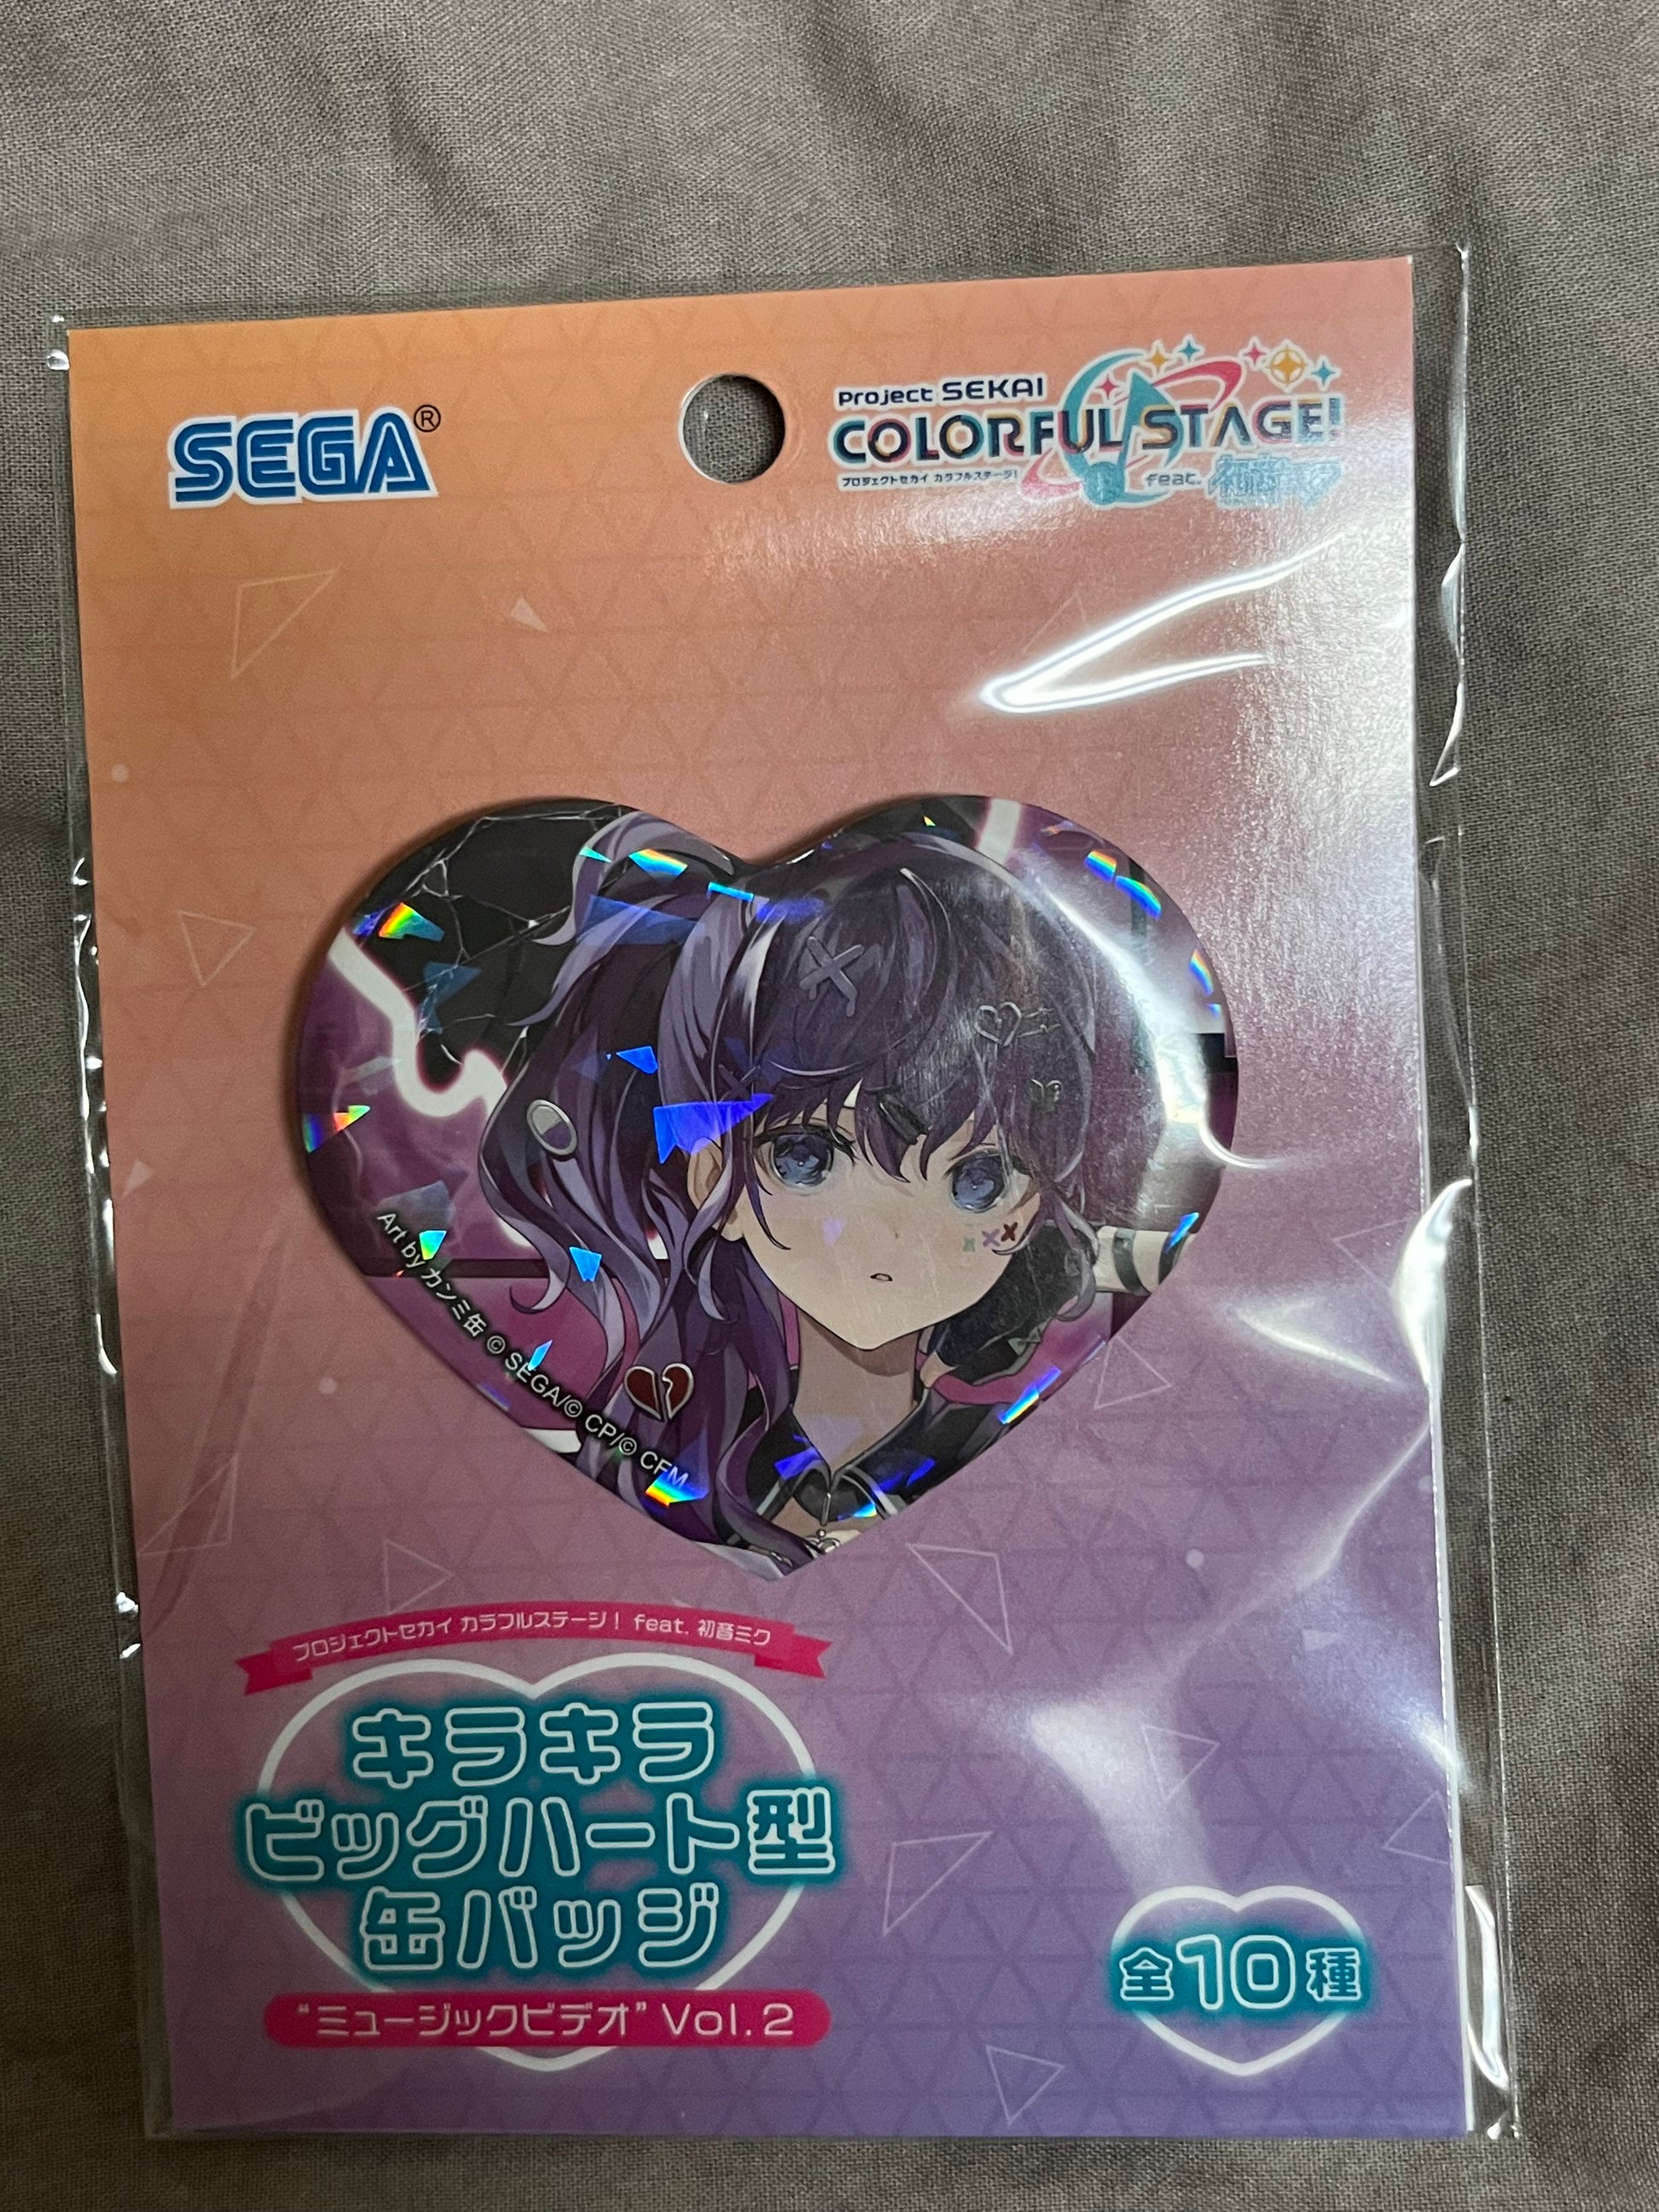 SEGA®
Project SEKAI
COLORFUL STAGE!
プロジェクトセカイ カラフルステージ！
feat. 初音ミク
Art by カンミ缶 © SEGA/© CP/© CFM
プロジェクトセカイ カラフルステージ！ feat. 初音ミク
キラキラ
ビッグハート型
缶バッジ
“ミュージックビデオ” Vol.2
全10種